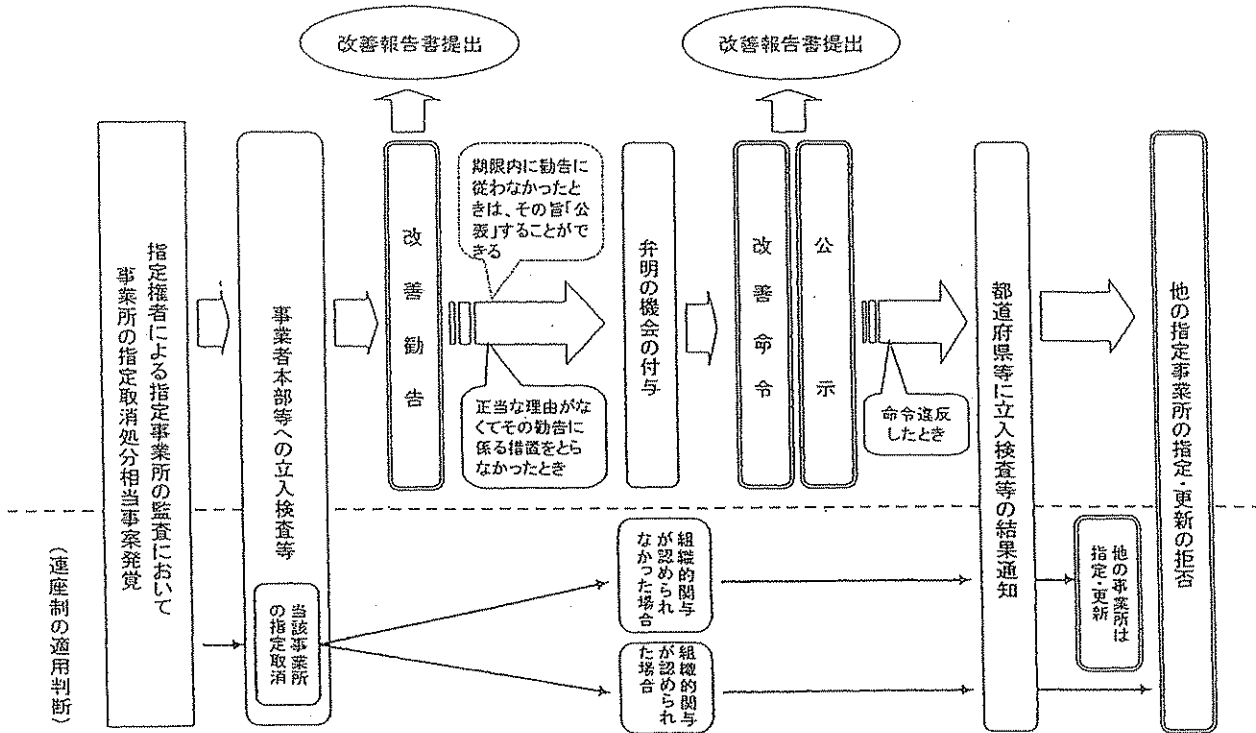 改善報告書提出
改善報告書提出
指定権者による指定事業所の監査において
事業所の指定取消処分相当事案発覚
事業者本部等への立入検査等
改善勧告
期限内に勧告に
従わなかったと
きは、その旨「公
表」することがで
きる
正当な理由がな
くてその勧告に
係る措置をとら
なかったとき
弁明の機会の付与
改善命令
公示
命令違反
したとき
都道府県等に立入検査等の結果通知
他の指定事業所の指定・更新の拒否
(連座制の適用判断)
当該事業所
の指定取消
組織的関与
が認められ
なかった場合
組織的関与
が認められ
た場合
他の事業所は
指定・更新